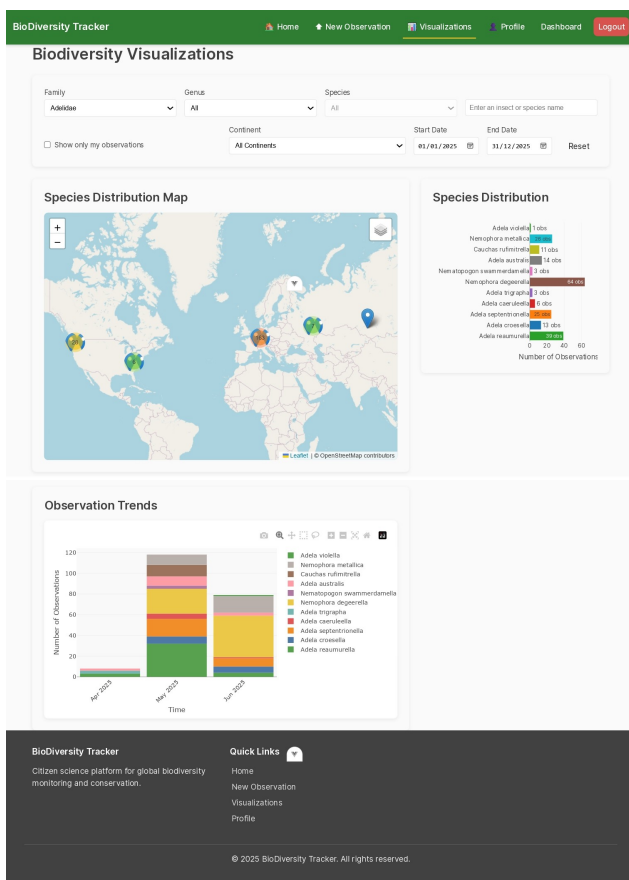 BioDiversity Tracker
Home
New Observation
Visualizations
Profile
Dashboard
Logout
Biodiversity Visualizations
Family
Genus
Species
Adelidae
All
All
Enter an insect or species name
Continent
Start Date
End Date
Show only my observations
All Continents
01/01/2025
31/12/2025
Reset
Species Distribution Map
+
−
Leaflet | © OpenStreetMap contributors
Species Distribution
Adela violella 1 obs
Nemophora metallica
Cauchas rufimitrella 11 obs
Adela australis 14 obs
Nematopogon swammerdamella 3 obs
Nemophora degeerella 64 obs
Adela trigrapha 3 obs
Adela caeruleella 6 obs
Adela septentrionella 25 obs
Adela croesella 13 obs
Adela reaumurella 39 obs
0 20 40 60
Number of Observations
Observation Trends
120
100
80
60
40
20
0
Number of Observations
Apr 2025
May 2025
Jun 2025
Time
Adela violella
Nemophora metallica
Cauchas rufimitrella
Adela australis
Nematopogon swammerdamella
Nemophora degeerella
Adela trigrapha
Adela caeruleella
Adela septentrionella
Adela croesella
Adela reaumurella
BioDiversity Tracker
Citizen science platform for global biodiversity
monitoring and conservation.
Quick Links
Home
New Observation
Visualizations
Profile
© 2025 BioDiversity Tracker. All rights reserved.